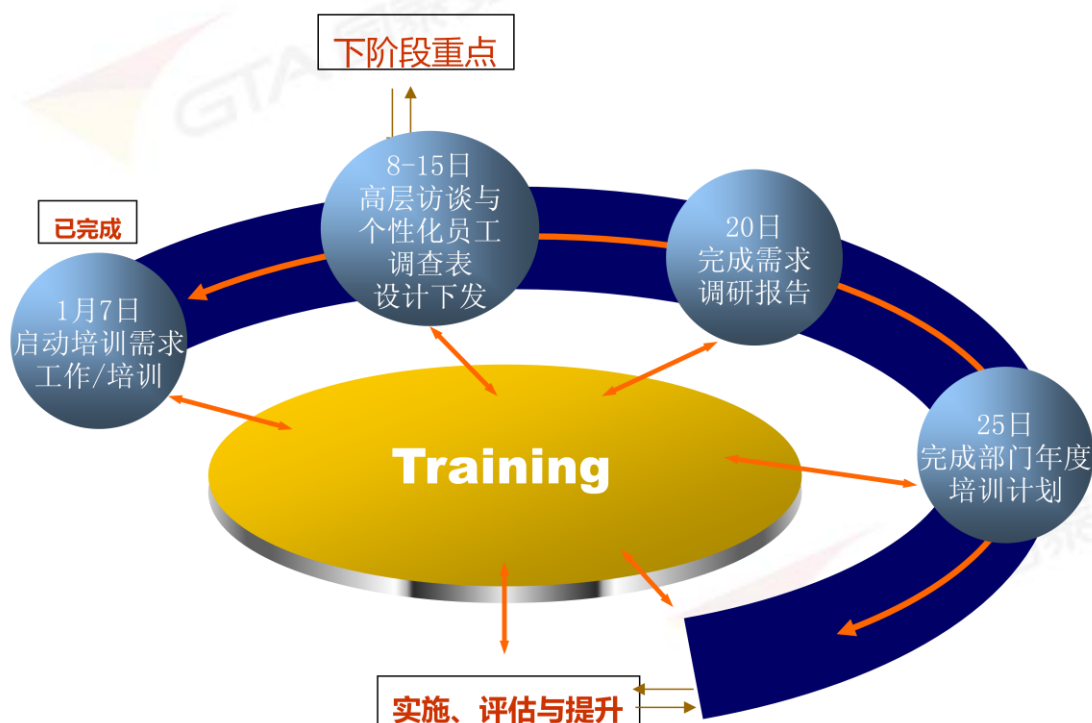 下阶段重点
8-15日
高层访谈与
个性化员工
调查表
设计下发
已完成
20日
完成需求
调研报告
1月7日
启动培训需求
工作/培训
25日
完成部门年度
培训计划
Training
实施、评估与提升
GTA